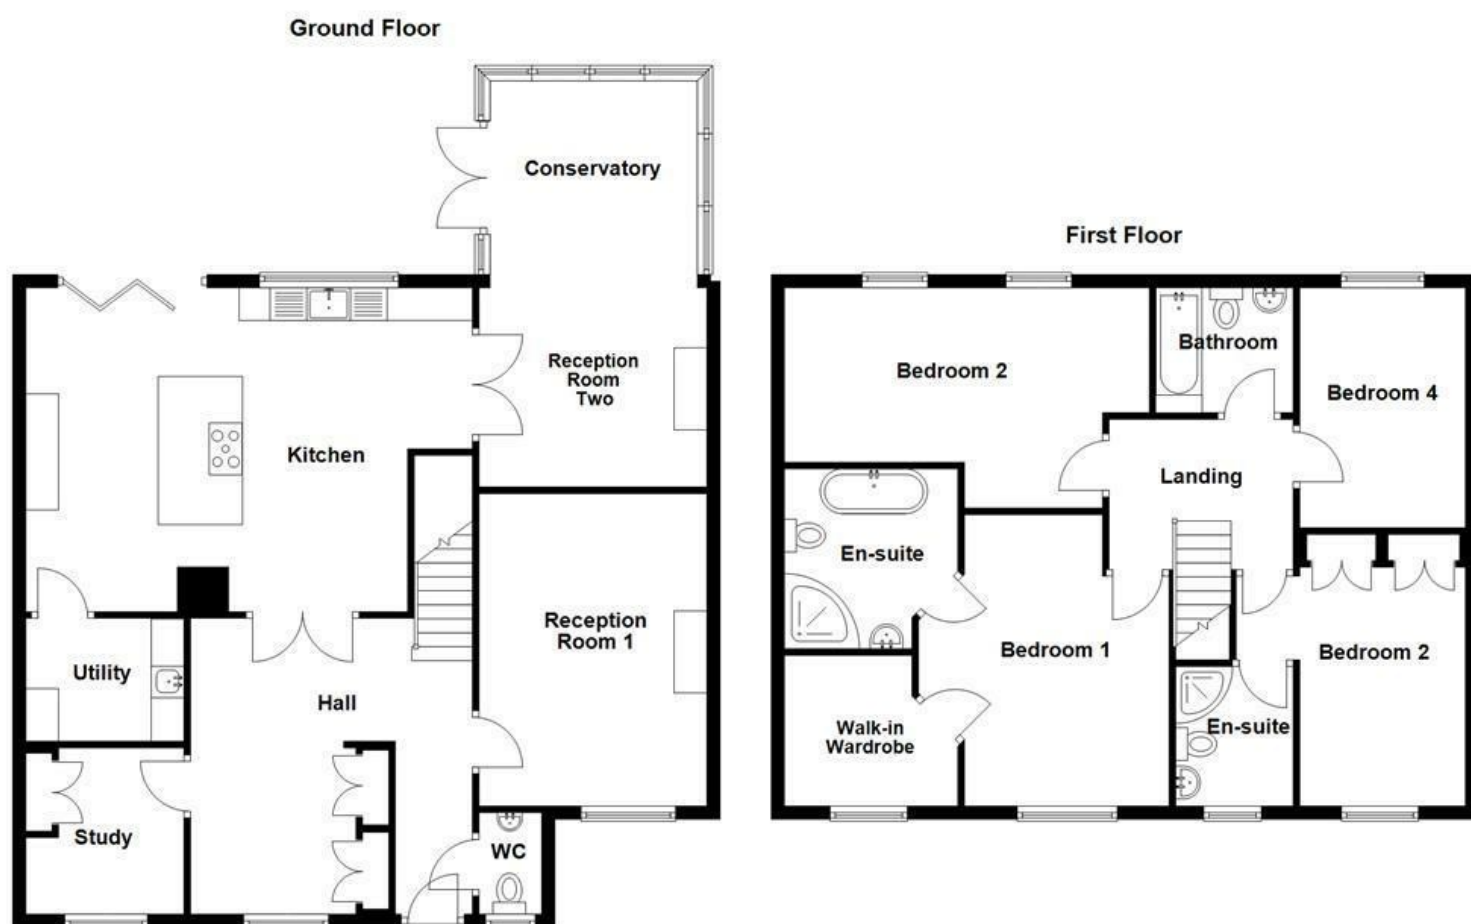 Ground Floor
Conservatory
Reception
Room
Two
Kitchen
Reception
Room 1
Utility
Hall
Study
WC
First Floor
Bedroom 2
Bathroom
Bedroom 4
Landing
En-suite
Bedroom 1
Bedroom 2
Walk-in
Wardrobe
En-suite